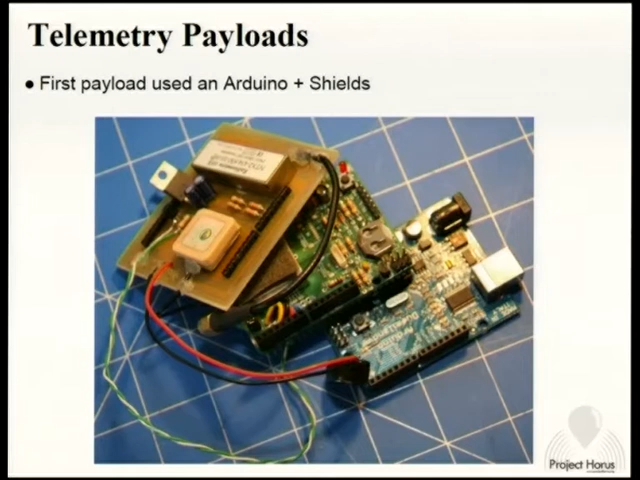 Telemetry Payloads
● First payload used an Arduino + Shields
Project Horus